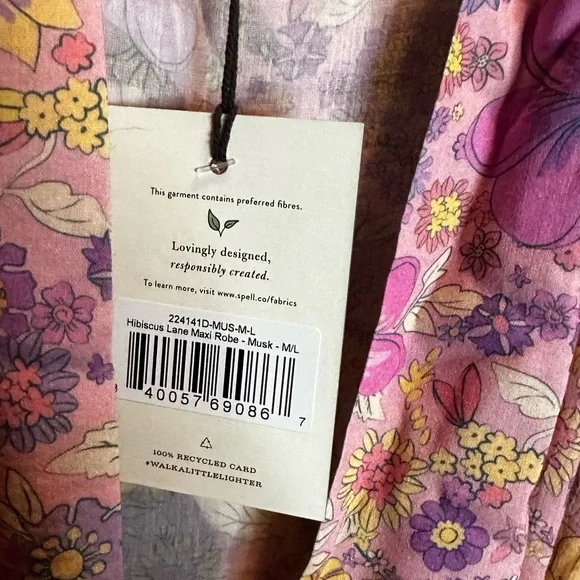 This garment contains preferred fibres.
Lovingly designed,
responsibly created.
To learn more, visit www.spell.co/fabrics
224141D-MUS-M-L
Hibiscus Lane Maxi Robe - Musk - M/L
40057 69086 7
100% RECYCLED CARD
#WALKALITTLELIGHTER